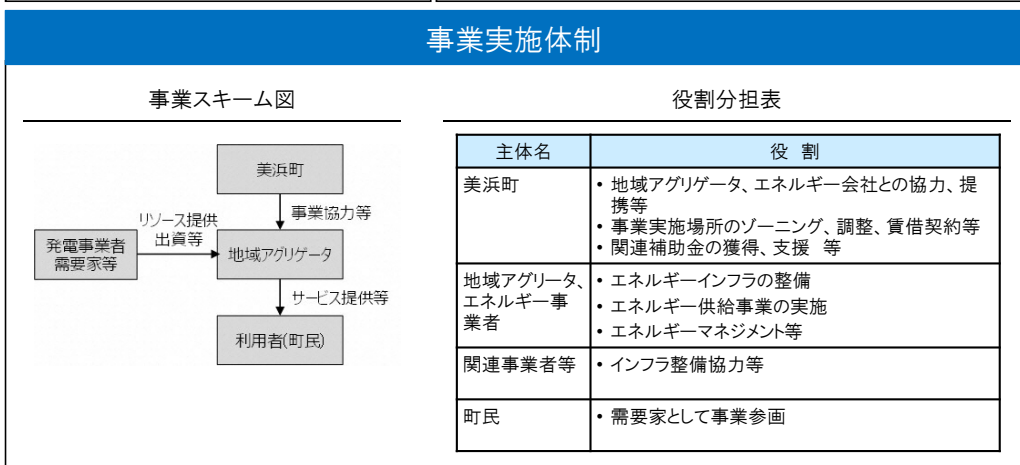 事業実施体制
事業スキーム図
美浜町
事業協力等
リソース提供
出資等
発電事業者
需要家等
地域アグリゲータ
サービス提供等
利用者(町民)
役割分担表
主体名
役 割
美浜町
• 地域アグリゲータ、エネルギー会社との協力、提
携等
• 事業実施場所のゾーニング、調整、賃借契約等
• 関連補助金の獲得、支援 等
地域アグリータ、
エネルギー事
業者
• エネルギーインフラの整備
• エネルギー供給事業の実施
• エネルギーマネジメント等
関連事業者等
• インフラ整備協力等
町民
• 需要家として事業参画